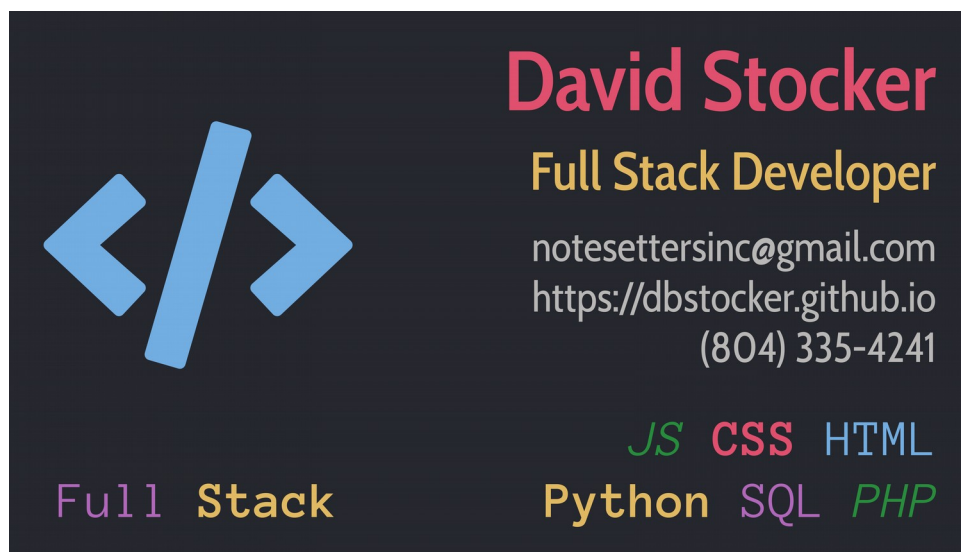 David Stocker
Full Stack Developer
notesettersinc@gmail.com
https://dbstocker.github.io
(804) 335-4241
JS CSS HTML
Full Stack
Python SQL PHP